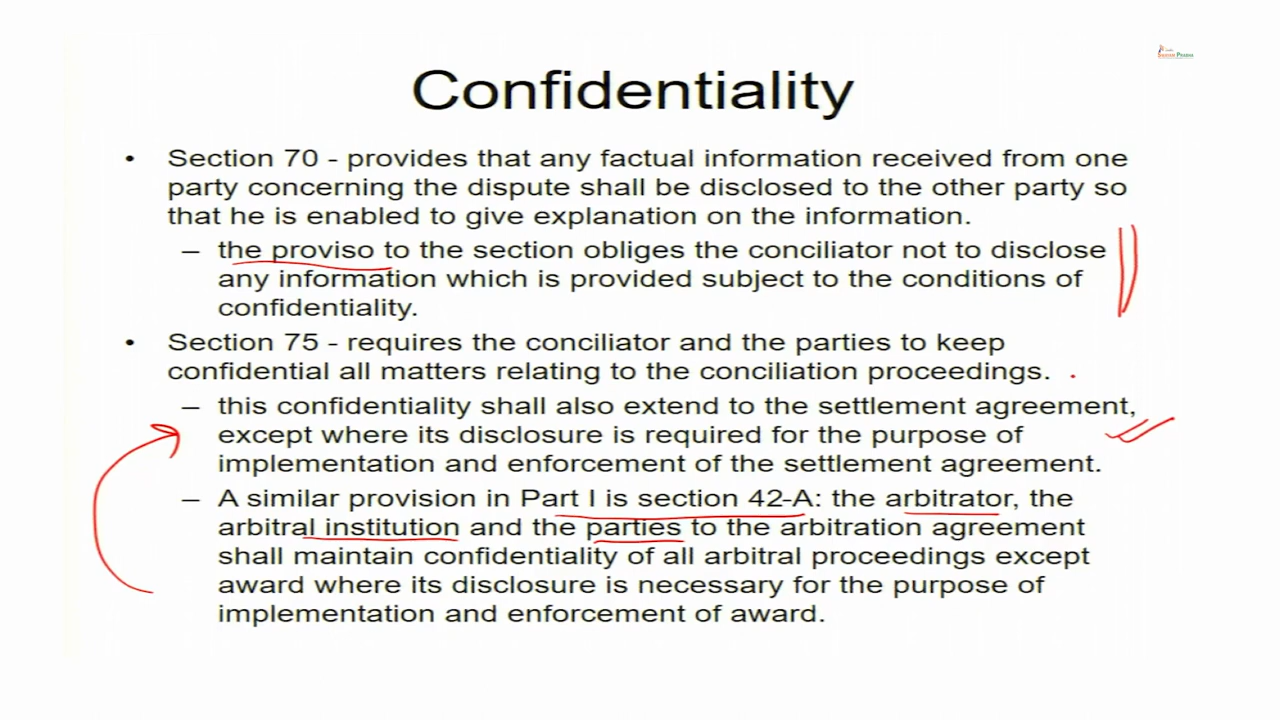 Confidentiality
• Section 70 - provides that any factual information received from one
party concerning the dispute shall be disclosed to the other party so
that he is enabled to give explanation on the information.
– the proviso to the section obliges the conciliator not to disclose
any information which is provided subject to the conditions of
confidentiality.
• Section 75 - requires the conciliator and the parties to keep
confidential all matters relating to the conciliation proceedings.
– this confidentiality shall also extend to the settlement agreement,
except where its disclosure is required for the purpose of
implementation and enforcement of the settlement agreement.
– A similar provision in Part I is section 42-A: the arbitrator, the
arbitral institution and the parties to the arbitration agreement
shall maintain confidentiality of all arbitral proceedings except
award where its disclosure is necessary for the purpose of
implementation and enforcement of award.